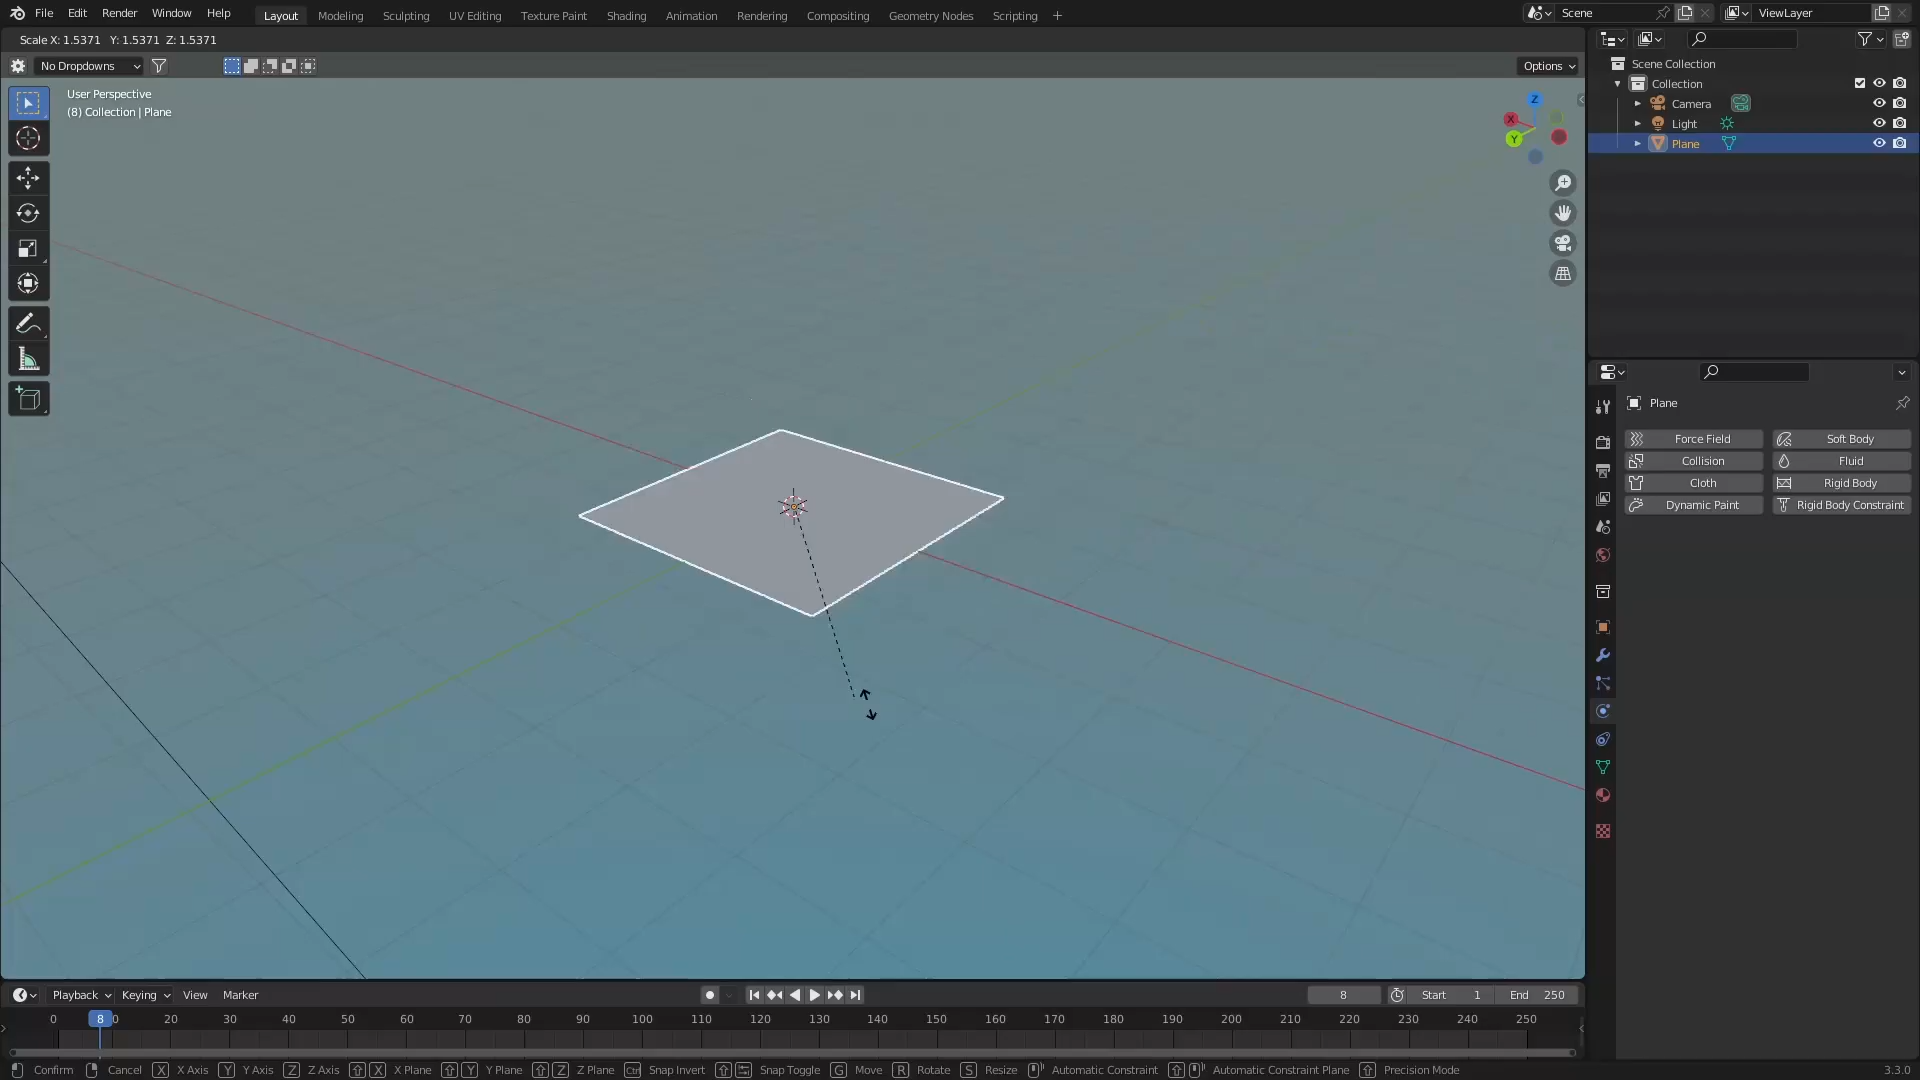 File Edit Render Window Help Layout Modeling Sculpting UV Editing Texture Paint Shading Animation Rendering Compositing Geometry Nodes Scripting Scene ViewLayer
Scale X: 1.5371 Y: 1.5371 Z: 1.5371
No Dropdowns Options
User Perspective
(8) Collection | Plane
Z
X
Y
Scene Collection
Collection
Camera
Light
Plane
Plane
Force Field Soft Body
Collision Fluid
Cloth Rigid Body
Dynamic Paint Rigid Body Constraint
Playback Keying View Marker 8 Start 1 End 250
0 8 0 20 30 40 50 60 70 80 90 100 110 120 130 140 150 160 170 180 190 200 210 220 230 240 250
Confirm Cancel X X Axis Y Y Axis Z Z Axis X X Plane Y Y Plane Z Z Plane Ctrl Snap Invert Snap Toggle G Move R Rotate S Resize Automatic Constraint Automatic Constraint Plane Precision Mode 3.3.0